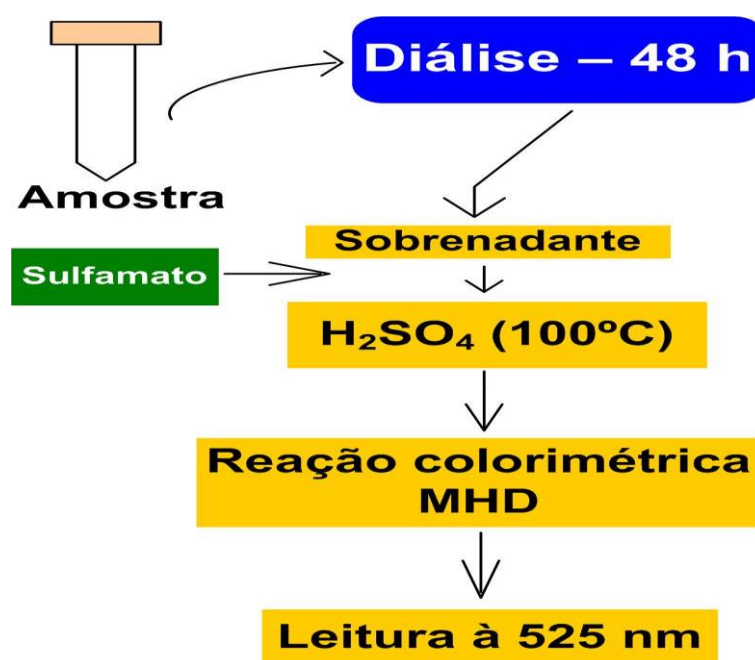 Diálise – 48 h
Amostra
Sobrenadante
Sulfamato
H₂SO₄ (100ºC)
Reação colorimétrica
MHD
Leitura à 525 nm